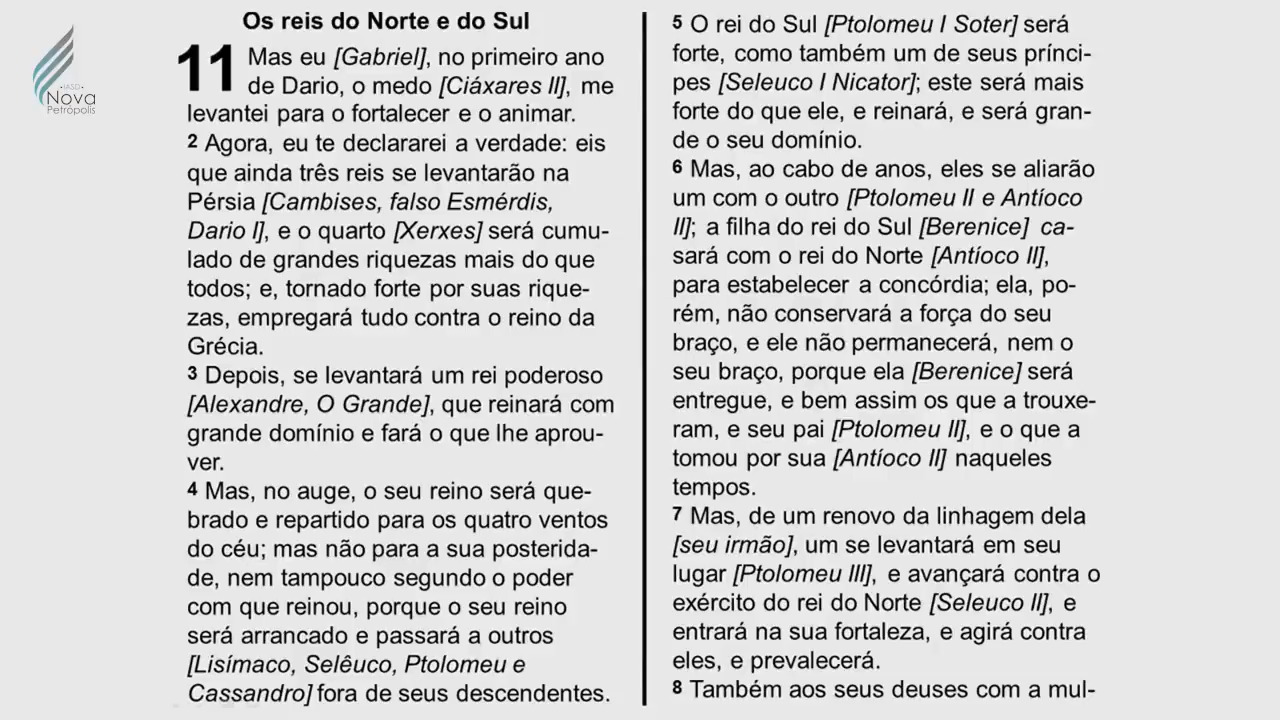 IASD
Nova
Petrópolis
Os reis do Norte e do Sul
11 Mas eu [Gabriel], no primeiro ano
de Dario, o medo [Ciáxares II], me
levantei para o fortalecer e o animar.
2 Agora, eu te declararei a verdade: eis
que ainda três reis se levantarão na
Pérsia [Cambises, falso Esmérdis,
Dario I], e o quarto [Xerxes] será cumu-
lado de grandes riquezas mais do que
todos; e, tornado forte por suas rique-
zas, empregará tudo contra o reino da
Grécia.
3 Depois, se levantará um rei poderoso
[Alexandre, O Grande], que reinará com
grande domínio e fará o que lhe aprou-
ver.
4 Mas, no auge, o seu reino será que-
brado e repartido para os quatro ventos
do céu; mas não para a sua posterida-
de, nem tampouco segundo o poder
com que reinou, porque o seu reino
será arrancado e passará a outros
[Lisímaco, Selêuco, Ptolomeu e
Cassandro] fora de seus descendentes.
5 O rei do Sul [Ptolomeu I Soter] será
forte, como também um de seus prínci-
pes [Seleuco I Nicator]; este será mais
forte do que ele, e reinará, e será gran-
de o seu domínio.
6 Mas, ao cabo de anos, eles se aliarão
um com o outro [Ptolomeu II e Antíoco
II]; a filha do rei do Sul [Berenice] ca-
sará com o rei do Norte [Antíoco II],
para estabelecer a concórdia; ela, po-
rém, não conservará a força do seu
braço, e ele não permanecerá, nem o
seu braço, porque ela [Berenice] será
entregue, e bem assim os que a trouxe-
ram, e seu pai [Ptolomeu II], e o que a
tomou por sua [Antíoco II] naqueles
tempos.
7 Mas, de um renovo da linhagem dela
[seu irmão], um se levantará em seu
lugar [Ptolomeu III], e avançará contra o
exército do rei do Norte [Seleuco II], e
entrará na sua fortaleza, e agirá contra
eles, e prevalecerá.
8 Também aos seus deuses com a mul-